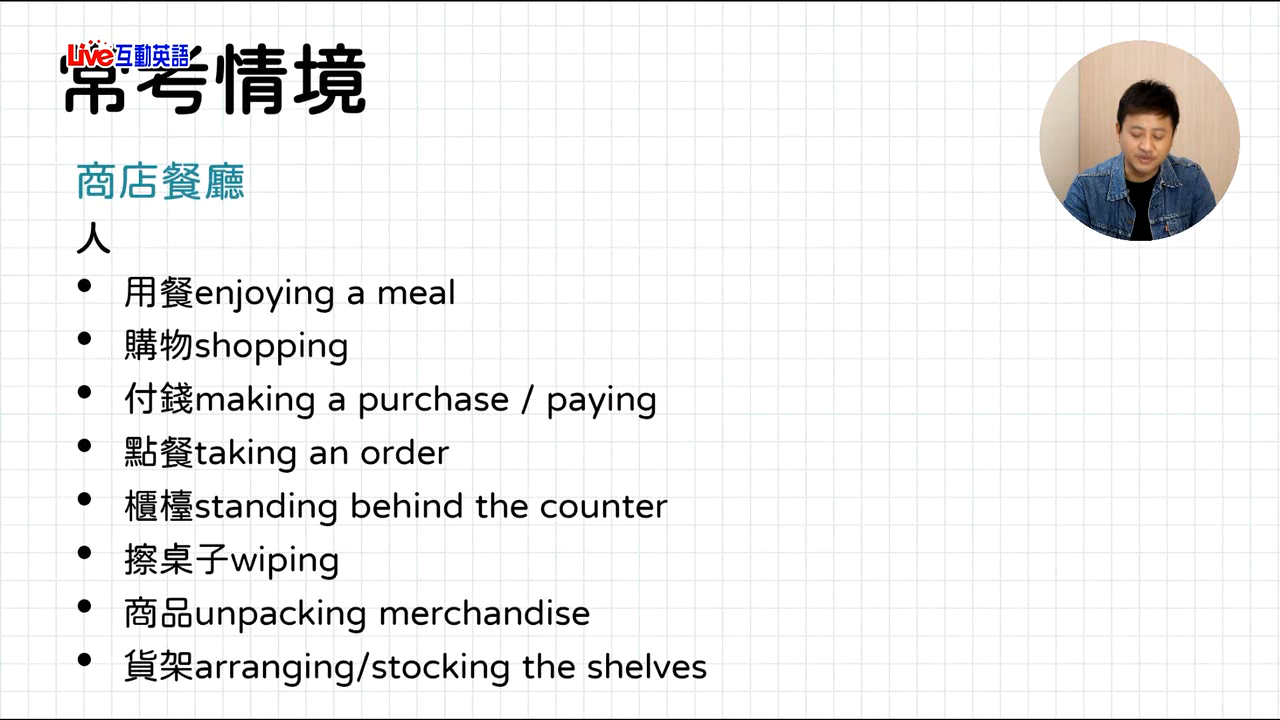 Live互動英語
常考情境
商店餐廳
人
• 用餐enjoying a meal
• 購物shopping
• 付錢making a purchase / paying
• 點餐taking an order
• 櫃檯standing behind the counter
• 擦桌子wiping
• 商品unpacking merchandise
• 貨架arranging/stocking the shelves